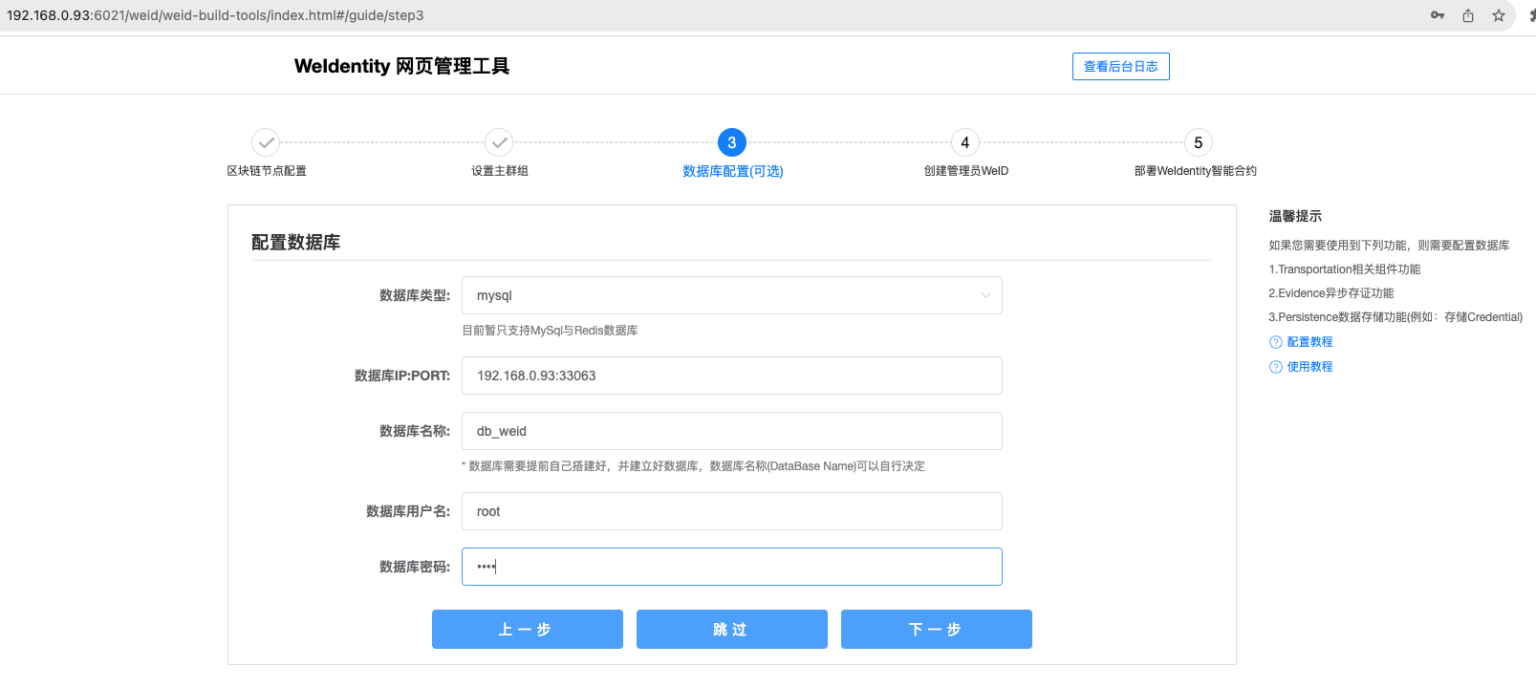 192.168.0.93:6021/weid/weid-build-tools/index.html#/guide/step3
WeIdentity 网页管理工具
查看后台日志
3
4
5
区块链节点配置
设置主群组
数据库配置(可选)
创建管理员WeID
部署WeIdentity智能合约
配置数据库
数据库类型:
mysql
目前暂只支持MySql与Redis数据库
数据库IP:PORT:
192.168.0.93:33063
数据库名称:
db_weid
* 数据库需要提前自己搭建好，并建立好数据库，数据库名称(DataBase Name)可以自行决定
数据库用户名:
root
数据库密码:
••••
上一步
跳过
下一步
温馨提示
如果您需要使用到下列功能，则需要配置数据库
1.Transportation相关组件功能
2.Evidence异步存证功能
3.Persistence数据存储功能(例如：存储Credential)
? 配置教程
? 使用教程